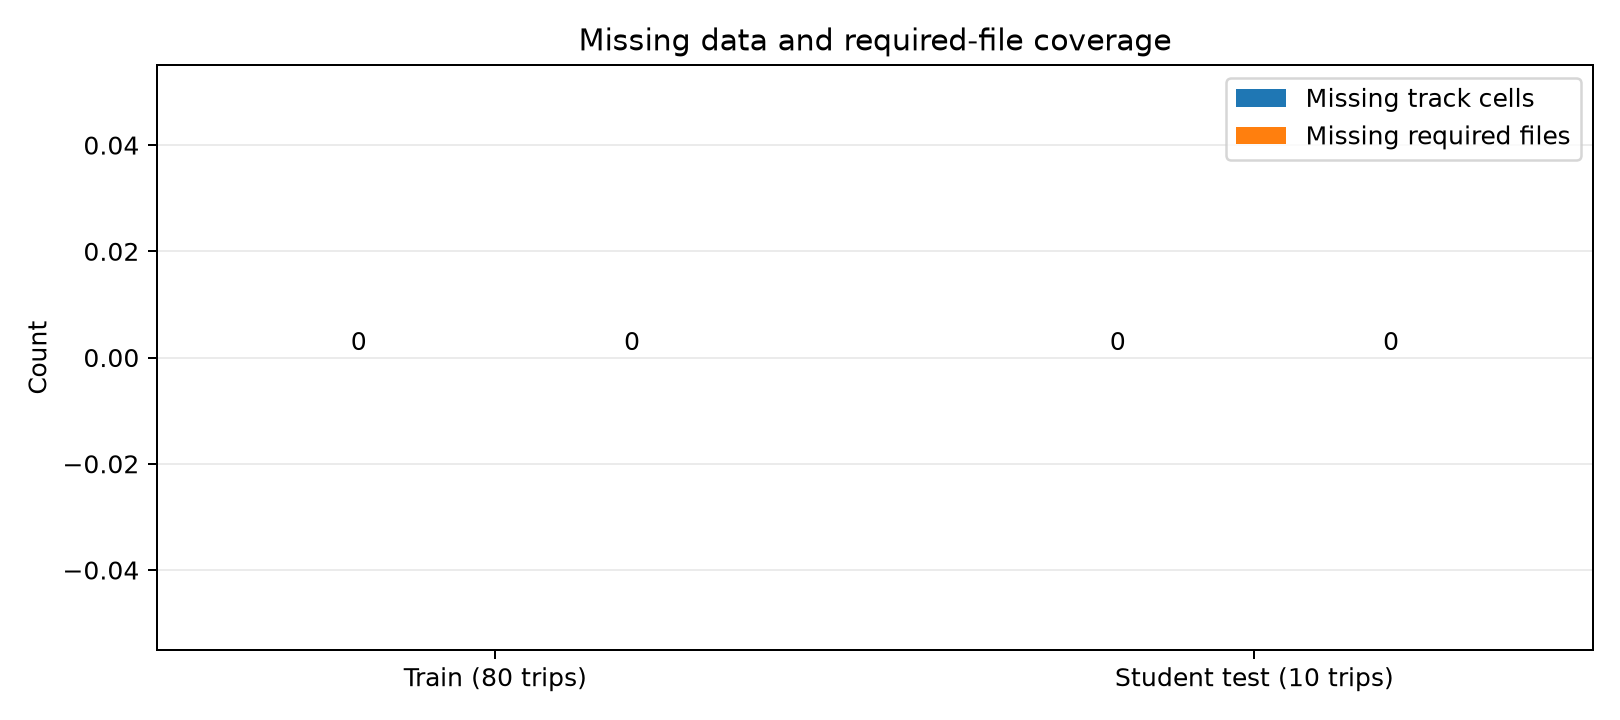 Missing data and required-file coverage
Missing track cells
Missing required files
0.04
0.02
0.00
−0.02
−0.04
Count
0
0
0
0
Train (80 trips)
Student test (10 trips)